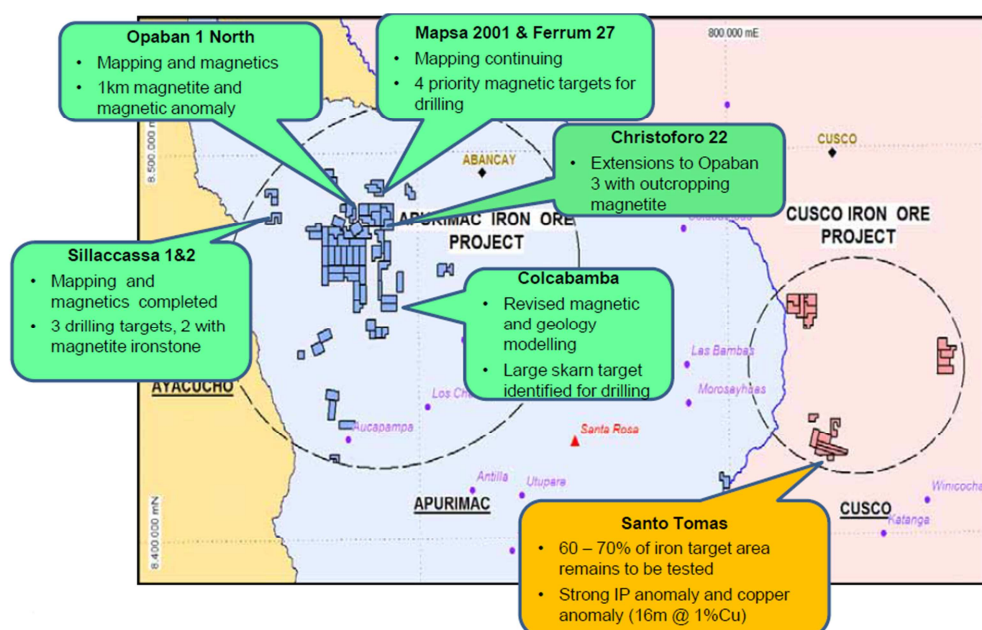 Opaban 1 North
• Mapping and magnetics
• 1km magnetite and
magnetic anomaly
Mapsa 2001 & Ferrum 27
• Mapping continuing
• 4 priority magnetic targets for
drilling
800.000 mE
8.500.000 mN
ABANCAY
CUSCO
Christoforo 22
• Extensions to Opaban
3 with outcropping
magnetite
APURIMAC IRON ORE
PROJECT
CUSCO IRON ORE
PROJECT
Sillaccassa 1&2
• Mapping and
magnetics completed
• 3 drilling targets, 2 with
magnetite ironstone
Colcabamba
• Revised magnetic
and geology
modelling
• Large skarn target
identified for drilling
AYACUCHO
Las Bambas
Los
Morosayhuas
Aucapampa
Santa Rosa
Antilla
Utupara
APURIMAC
8.400.000 mN
Santo Tomas
• 60 – 70% of iron target area
remains to be tested
• Strong IP anomaly and copper
anomaly (16m @ 1%Cu)
CUSCO
Winicocha
Katanga